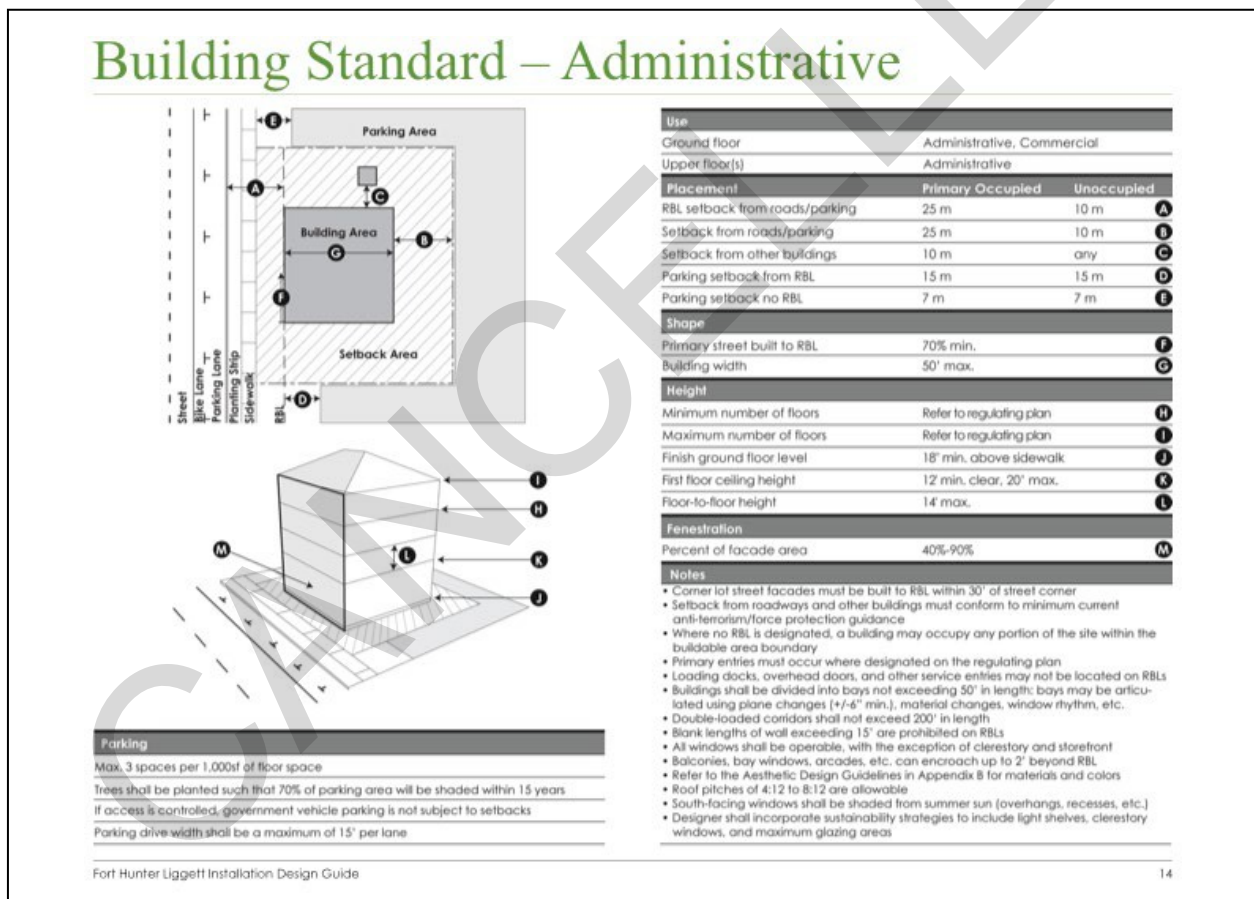 Building Standard – Administrative
E
Parking Area
A
C
Building Area
B
G
F
Setback Area
D
Street
Bike Lane
Parking Lane
Planting Strip
Sidewalk
RBL
I
H
M
L
K
J
Parking
Max. 3 spaces per 1,000sf of floor space
Trees shall be planted such that 70% of parking area will be shaded within 15 years
If access is controlled, government vehicle parking is not subject to setbacks
Parking drive width shall be a maximum of 15' per lane
Use
Ground floor Administrative, Commercial
Upper floor(s) Administrative
Placement Primary Occupied Unoccupied
RBL setback from roads/parking 25 m 10 m A
Setback from roads/parking 25 m 10 m B
Setback from other buildings 10 m any C
Parking setback from RBL 15 m 15 m D
Parking setback no RBL 7 m 7 m E
Shape
Primary street built to RBL 70% min. F
Building width 50' max. G
Height
Minimum number of floors Refer to regulating plan H
Maximum number of floors Refer to regulating plan I
Finish ground floor level 18" min. above sidewalk J
First floor ceiling height 12' min. clear, 20' max. K
Floor-to-floor height 14' max. L
Fenestration
Percent of facade area 40%-90% M
Notes
• Corner lot street facades must be built to RBL within 30' of street corner
• Setback from roadways and other buildings must conform to minimum current
anti-terrorism/force protection guidance
• Where no RBL is designated, a building may occupy any portion of the site within the
buildable area boundary
• Primary entries must occur where designated on the regulating plan
• Loading docks, overhead doors, and other service entries may not be located on RBLs
• Buildings shall be divided into bays not exceeding 50' in length; bays may be articu-
lated using plane changes (+/-6" min.), material changes, window rhythm, etc.
• Double-loaded corridors shall not exceed 200' in length
• Blank lengths of wall exceeding 15' are prohibited on RBLs
• All windows shall be operable, with the exception of clerestory and storefront
• Balconies, bay windows, arcades, etc. can encroach up to 2' beyond RBL
• Refer to the Aesthetic Design Guidelines in Appendix B for materials and colors
• Roof pitches of 4:12 to 8:12 are allowable
• South-facing windows shall be shaded from summer sun (overhangs, recesses, etc.)
• Designer shall incorporate sustainability strategies to include light shelves, clerestory
windows, and maximum glazing areas
Fort Hunter Liggett Installation Design Guide 14
CANCELLE